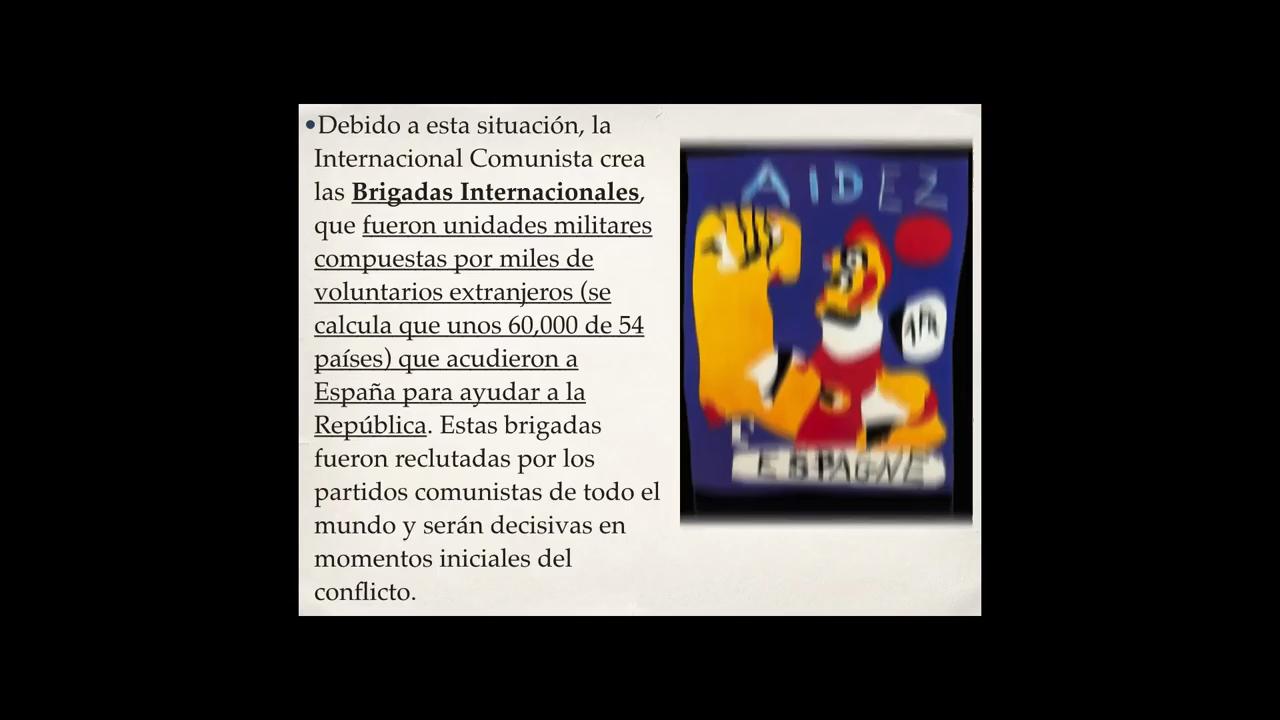 •Debido a esta situación, la
Internacional Comunista crea
las Brigadas Internacionales,
que fueron unidades militares
compuestas por miles de
voluntarios extranjeros (se
calcula que unos 60,000 de 54
países) que acudieron a
España para ayudar a la
República. Estas brigadas
fueron reclutadas por los
partidos comunistas de todo el
mundo y serán decisivas en
momentos iniciales del
conflicto.
AIDEZ
1FR
L'
ESPAGNE